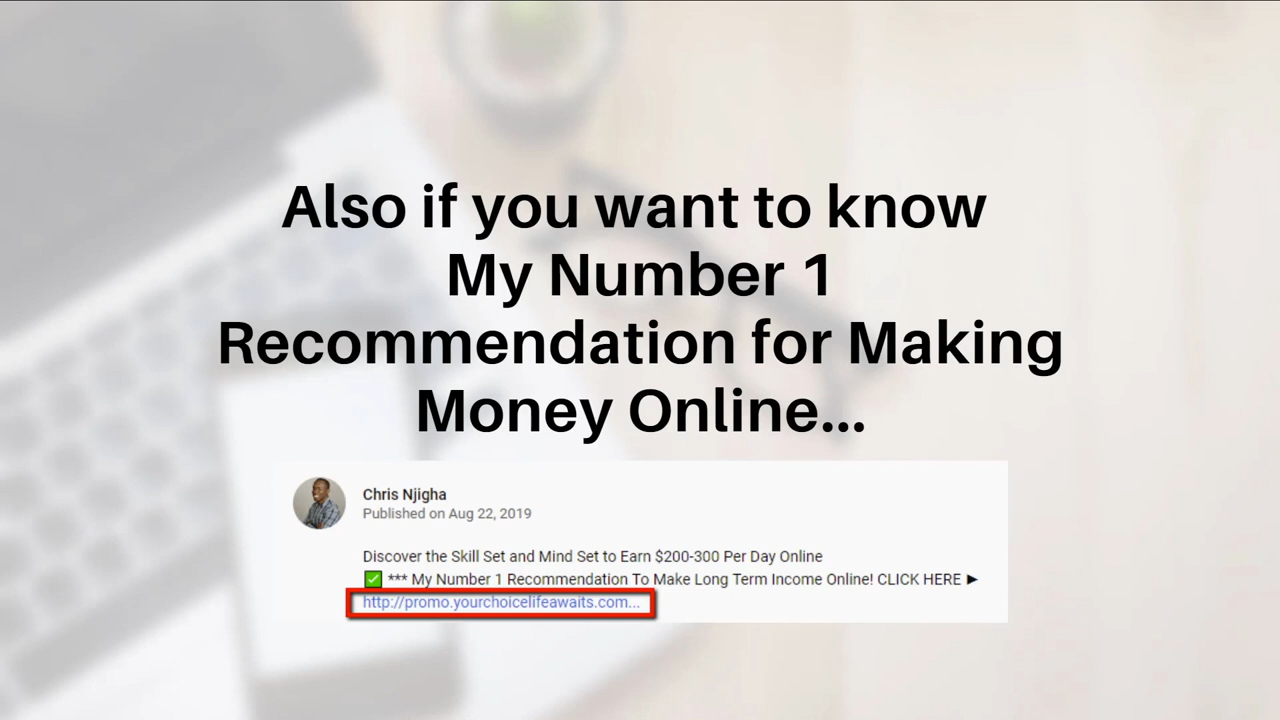 Also if you want to know
My Number 1
Recommendation for Making
Money Online...
Chris Njigha
Published on Aug 22, 2019
Discover the Skill Set and Mind Set to Earn $200-300 Per Day Online
✅ *** My Number 1 Recommendation To Make Long Term Income Online! CLICK HERE ►
http://promo.yourchoicelifeawaits.com...